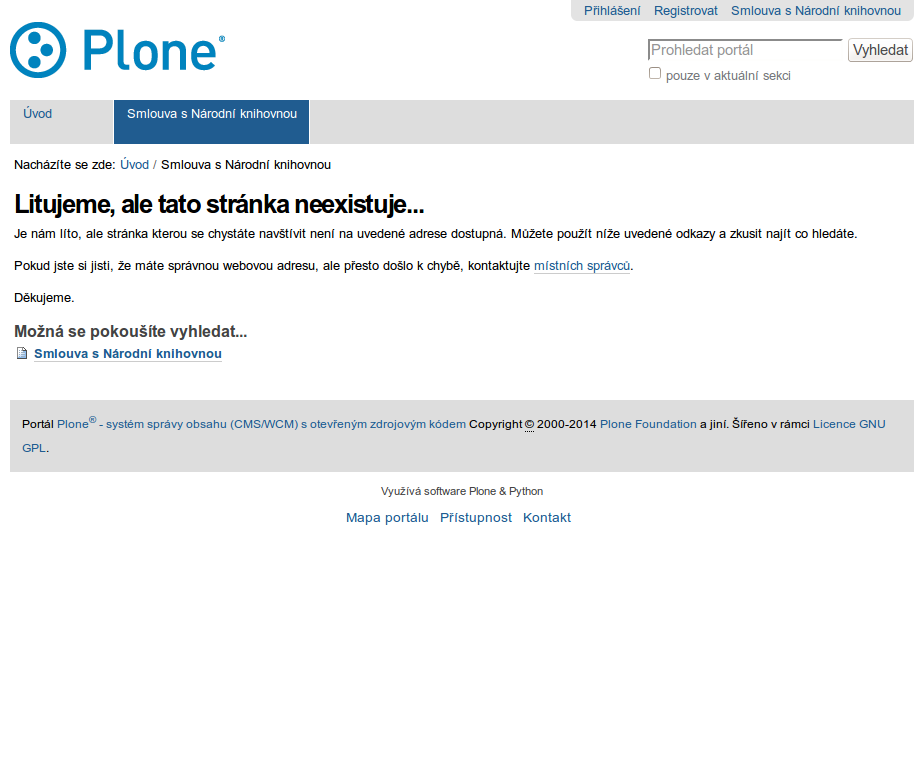 Přihlášení Registrovat Smlouva s Národní knihovnou
Plone®
Prohledat portál Vyhledat
pouze v aktuální sekci
Úvod Smlouva s Národní knihovnou
Nacházíte se zde: Úvod / Smlouva s Národní knihovnou
Litujeme, ale tato stránka neexistuje...
Je nám líto, ale stránka kterou se chystáte navštívit není na uvedené adrese dostupná. Můžete použít níže uvedené odkazy a zkusit najít co hledáte.
Pokud jste si jisti, že máte správnou webovou adresu, ale přesto došlo k chybě, kontaktujte místních správců.
Děkujeme.
Možná se pokoušíte vyhledat...
Smlouva s Národní knihovnou
Portál Plone® - systém správy obsahu (CMS/WCM) s otevřeným zdrojovým kódem Copyright © 2000-2014 Plone Foundation a jiní. Šířeno v rámci Licence GNU
GPL.
Využívá software Plone & Python
Mapa portálu Přístupnost Kontakt